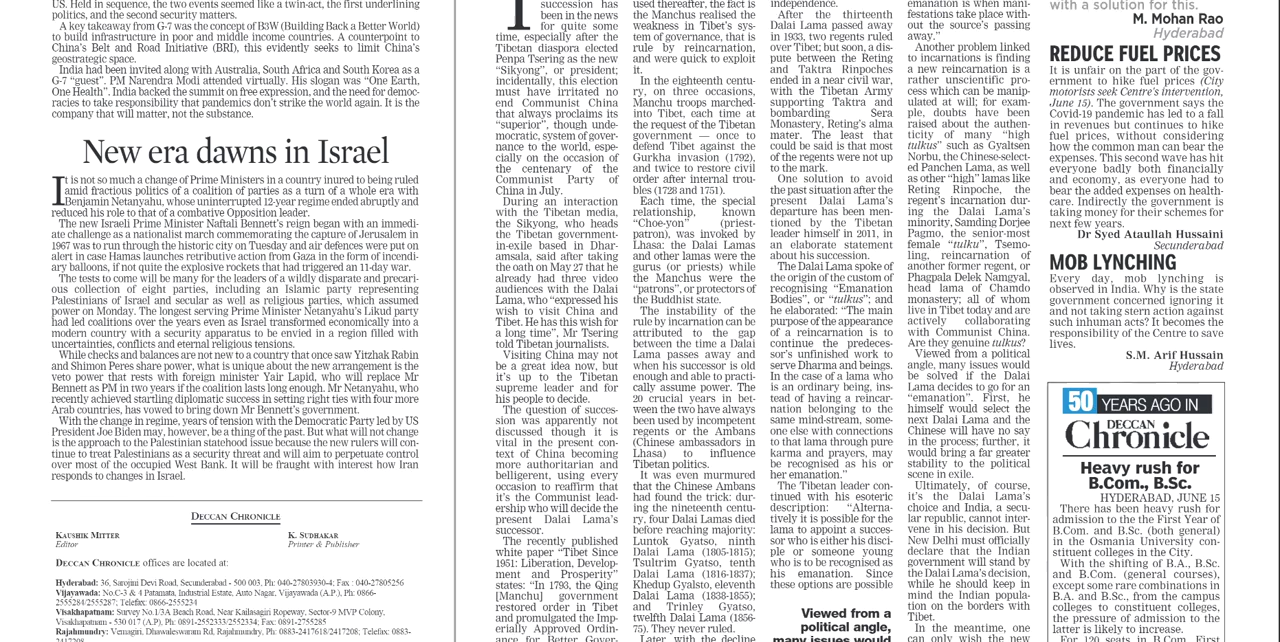 US. Held in sequence, the two events seemed like a twin-act, the first underlining
politics, and the second security matters.
A key takeaway from G-7 was the concept of B3W (Building Back a Better World)
to build infrastructure in poor and middle income countries. A counterpoint to
China's Belt and Road Initiative (BRI), this evidently seeks to limit China's
geostrategic space.
India had been invited along with Australia, South Africa and South Korea as a
G-7 “guest”. PM Narendra Modi attended virtually. His slogan was “One Earth,
One Health”. India backed the summit on free expression, and the need for democ-
racies to take responsibility that pandemics don't strike the world again. It is the
company that will matter, not the substance.
New era dawns in Israel
It is not so much a change of Prime Ministers in a country inured to being ruled
amid fractious politics of a coalition of parties as a turn of a whole era with
Benjamin Netanyahu, whose uninterrupted 12-year regime ended abruptly and
reduced his role to that of a combative Opposition leader.
The new Israeli Prime Minister Naftali Bennett's reign began with an immedi-
ate challenge as a nationalist march commemorating the capture of Jerusalem in
1967 was to run through the historic city on Tuesday and air defences were put on
alert in case Hamas launches retributive action from Gaza in the form of incendi-
ary balloons, if not quite the explosive rockets that had triggered an 11-day war.
The tests to come will be many for the leaders of a wildly disparate and precari-
ous collection of eight parties, including an Islamic party representing
Palestinians of Israel and secular as well as religious parties, which assumed
power on Monday. The longest serving Prime Minister Netanyahu's Likud party
had led coalitions over the years even as Israel transformed economically into a
modern country with a security apparatus to be envied in a region filled with
uncertainties, conflicts and eternal religious tensions.
While checks and balances are not new to a country that once saw Yitzhak Rabin
and Shimon Peres share power, what is unique about the new arrangement is the
veto power that rests with foreign minister Yair Lapid, who will replace Mr
Bennett as PM in two years if the coalition lasts long enough. Mr Netanyahu, who
recently achieved startling diplomatic success in setting right ties with four more
Arab countries, has vowed to bring down Mr Bennett's government.
With the change in regime, years of tension with the Democratic Party led by US
President Joe Biden may, however, be a thing of the past. But what will not change
is the approach to the Palestinian statehood issue because the new rulers will con-
tinue to treat Palestinians as a security threat and will aim to perpetuate control
over most of the occupied West Bank. It will be fraught with interest how Iran
responds to changes in Israel.
DECCAN CHRONICLE
KAUSHIK MITTER
Editor
K. SUDHAKAR
Printer & Publisher
DECCAN CHRONICLE offices are located at:
Hyderabad: 36, Sarojini Devi Road, Secunderabad - 500 003, Ph: 040-27803930-4; Fax : 040-27805256
Vijayawada: No.C-3 & 4 Patamata, Industrial Estate, Auto Nagar, Vijayawada (A.P.), Ph: 0866-
2555284/2555287; Telefax: 0866-2555234
Visakhapatnam: Survey No.1/3A Beach Road, Near Kailasagiri Ropeway, Sector-9 MVP Colony,
Visakhapatnam - 530 017 (A.P), Ph: 0891-2552333/2552334; Fax: 0891-2755285
Rajahmundry: Vemagiri, Dhawaleswaram Rd, Rajahmundry, Ph: 0883-2417618/2417208; Telefax: 0883-
2417208
succession has
been in the news
for quite some
time, especially after the
Tibetan diaspora elected
Penpa Tsering as the new
“Sikyong”, or president;
incidentally, this election
must have irritated no
end Communist China
that always proclaims its
“superior”, though unde-
mocratic, system of gover-
nance to the world, espe-
cially on the occasion of
the centenary of the
Communist Party of
China in July.
During an interaction
with the Tibetan media,
the Sikyong, who heads
the Tibetan government-
in-exile based in Dhar-
amsala, said after taking
the oath on May 27 that he
already had three video
audiences with the Dalai
Lama, who “expressed his
wish to visit China and
Tibet. He has this wish for
a long time”, Mr Tsering
told Tibetan journalists.
Visiting China may not
be a great idea now, but
it's up to the Tibetan
supreme leader and for
his people to decide.
The question of succes-
sion was apparently not
discussed though it is
vital in the present con-
text of China becoming
more authoritarian and
belligerent, using every
occasion to reaffirm that
it's the Communist lead-
ership who will decide the
present Dalai Lama's
successor.
The recently published
white paper “Tibet Since
1951: Liberation, Develop-
ment and Prosperity”
states: “In 1793, the Qing
[Manchu] government
restored order in Tibet
and promulgated the Imp-
erially Approved Ordin-
ance for Better Gover-
used thereafter, the fact is
the Manchus realised the
weakness in Tibet's sys-
tem of governance, that is
rule by reincarnation,
and were quick to exploit
it.
In the eighteenth centu-
ry, on three occasions,
Manchu troops marched-
into Tibet, each time at
the request of the Tibetan
government — once to
defend Tibet against the
Gurkha invasion (1792),
and twice to restore civil
order after internal trou-
bles (1728 and 1751).
Each time, the special
relationship, known
“Choe-yon” (priest-
patron), was invoked by
Lhasa: the Dalai Lamas
and other lamas were the
gurus (or priests) while
the Manchus were the
“patrons”, or protectors of
the Buddhist state.
The instability of the
rule by incarnation can be
attributed to the gap
between the time a Dalai
Lama passes away and
when his successor is old
enough and able to practi-
cally assume power. The
20 crucial years in bet-
ween the two have always
been used by incompetent
regents or the Ambans
(Chinese ambassadors in
Lhasa) to influence
Tibetan politics.
It was even murmured
that the Chinese Ambans
had found the trick: dur-
ing the nineteenth centu-
ry, four Dalai Lamas died
before reaching majority:
Luntok Gyatso, ninth
Dalai Lama (1805-1815);
Tsultrim Gyatso, tenth
Dalai Lama (1816-1837);
Khedup Gyalsto, eleventh
Dalai Lama (1838-1855);
and Trinley Gyatso,
twelfth Dalai Lama (1856-
75). They never ruled.
Later, with the decline
independence.
After the thirteenth
Dalai Lama passed away
in 1933, two regents ruled
over Tibet; but soon, a dis-
pute between the Reting
and Taktra Rinpoches
ended in a near civil war,
with the Tibetan Army
supporting Taktra and
bombarding Sera
Monastery, Reting's alma
mater. The least that
could be said is that most
of the regents were not up
to the mark.
One solution to avoid
the past situation after the
present Dalai Lama's
departure has been men-
tioned by the Tibetan
leader himself in 2011, in
an elaborate statement
about his succession.
The Dalai Lama spoke of
the origin of the custom of
recognising “Emanation
Bodies”, or “tulkus”; and
he elaborated: “The main
purpose of the appearance
of a reincarnation is to
continue the predeces-
sor's unfinished work to
serve Dharma and beings.
In the case of a lama who
is an ordinary being, ins-
tead of having a reincar-
nation belonging to the
same mind-stream, some-
one else with connections
to that lama through pure
karma and prayers, may
be recognised as his or
her emanation.”
The Tibetan leader con-
tinued with his esoteric
description: “Alterna-
tively it is possible for the
lama to appoint a succes-
sor who is either his disci-
ple or someone young
who is to be recognised as
his emanation. Since
these options are possible
Viewed from a
political angle,
many issues would
emanation is when mani-
festations take place with-
out the source's passing
away.”
Another problem linked
to incarnations is finding
a new reincarnation is a
rather unscientific pro-
cess which can be manip-
ulated at will; for exam-
ple, doubts have been
raised about the authen-
ticity of many “high
tulkus” such as Gyaltsen
Norbu, the Chinese-select-
ed Panchen Lama, as well
as other “high” lamas like
Reting Rinpoche, the
regent's incarnation dur-
ing the Dalai Lama's
minority, Sanding Dorjee
Pagmo, the senior-most
female “tulku”, Tsemo-
ling, reincarnation of
another former regent, or
Phagpala Delek Namgyal,
head lama of Chamdo
monastery; all of whom
live in Tibet today and are
actively collaborating
with Communist China.
Are they genuine tulkus?
Viewed from a political
angle, many issues would
be solved if the Dalai
Lama decides to go for an
“emanation”. First, he
himself would select the
next Dalai Lama and the
Chinese will have no say
in the process; further, it
would bring a far greater
stability to the political
scene in exile.
Ultimately, of course,
it's the Dalai Lama's
choice and India, a secu-
lar republic, cannot inter-
vene in his decision. But
New Delhi must officially
declare that the Indian
government will stand by
the Dalai Lama's decision,
while he should keep in
mind the Indian popula-
tion on the borders with
Tibet.
In the meantime, one
can only wish the new
with a solution for this.
M. Mohan Rao
Hyderabad
REDUCE FUEL PRICES
It is unfair on the part of the gov-
ernment to hike fuel prices (City
motorists seek Centre's intervention,
June 15). The government says the
Covid-19 pandemic has led to a fall
in revenues but continues to hike
fuel prices, without considering
how the common man can bear the
expenses. This second wave has hit
everyone badly both financially
and economy, as everyone had to
bear the added expenses on health-
care. Indirectly the government is
taking money for their schemes for
next few years.
Dr Syed Ataullah Hussaini
Secunderabad
MOB LYNCHING
Every day, mob lynching is
observed in India. Why is the state
government concerned ignoring it
and not taking stern action against
such inhuman acts? It becomes the
responsibility of the Centre to save
lives.
S.M. Arif Hussain
Hyderabad
50 YEARS AGO IN
DECCAN
Chronicle
Heavy rush for
B.Com., B.Sc.
HYDERABAD, JUNE 15
There has been heavy rush for
admission to the the First Year of
B.Com. and B.Sc. (both general)
in the Osmania University con-
stituent colleges in the City.
With the shifting of B.A., B.Sc.
and B.Com. (general courses),
except some rare combinations in
B.A. and B.Sc., from the campus
colleges to constituent colleges,
the pressure of admission to the
latter is likely to increase.
For 120 seats in B.Com. First